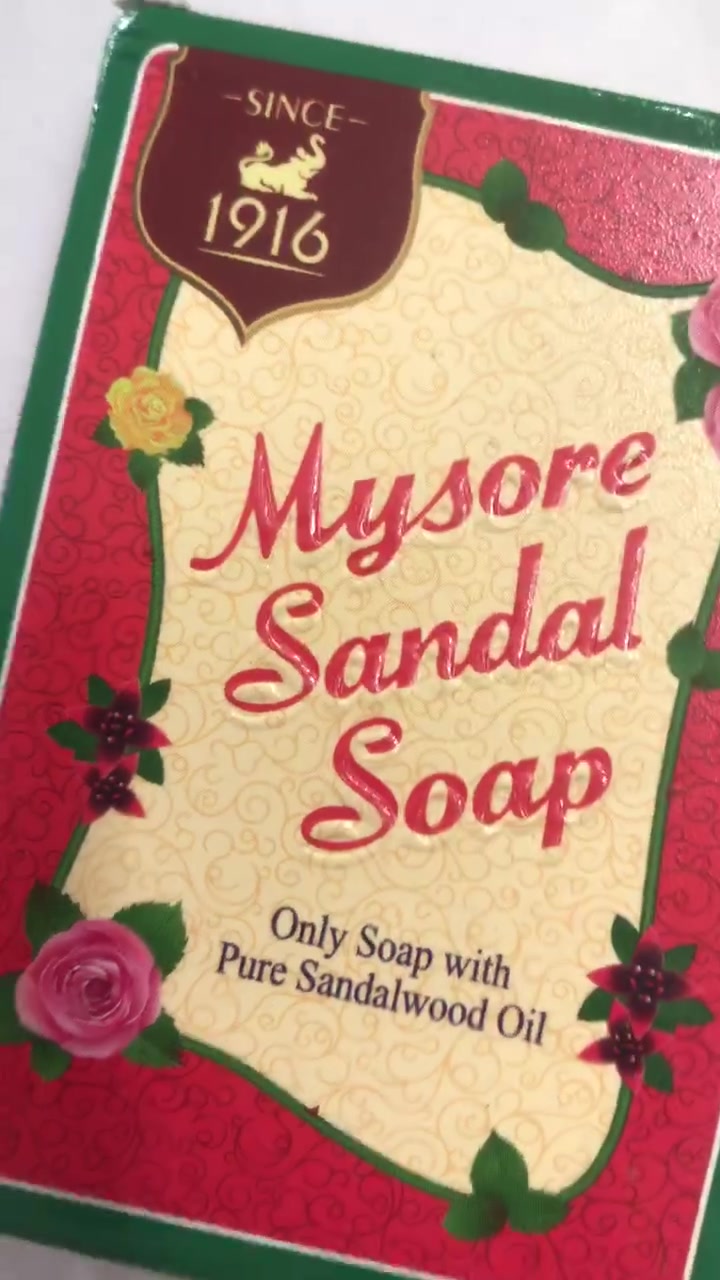 -SINCE-
1916
Mysore
Sandal
Soap
Only Soap with
Pure Sandalwood Oil